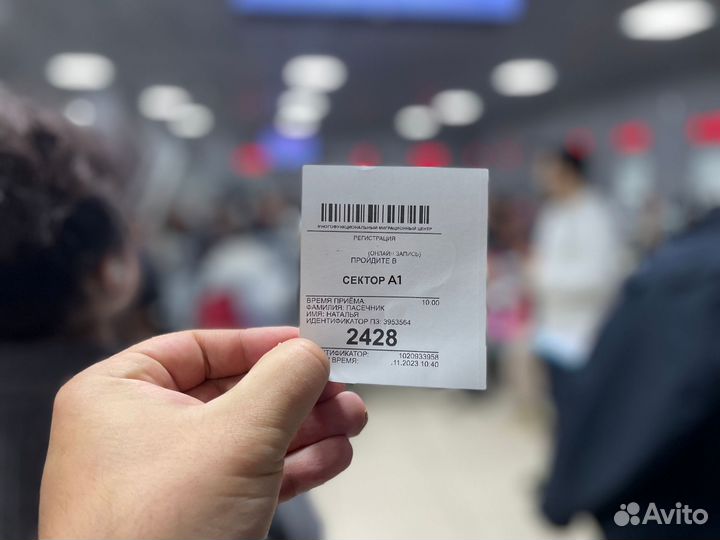 МНОГОФУНКЦИОНАЛЬНЫЙ МИГРАЦИОННЫЙ ЦЕНТР
РЕГИСТРАЦИЯ
(ОНЛАЙН ЗАПИСЬ)
ПРОЙДИТЕ В
СЕКТОР А1
ВРЕМЯ ПРИЁМА 10:00
ФАМИЛИЯ: ПАСЕЧНИК
ИМЯ: НАТАЛЬЯ
ИДЕНТИФИКАТОР ПЗ: 3953564
2428
1020933958
ВРЕМЯ: .11.2023 10:40
Avito